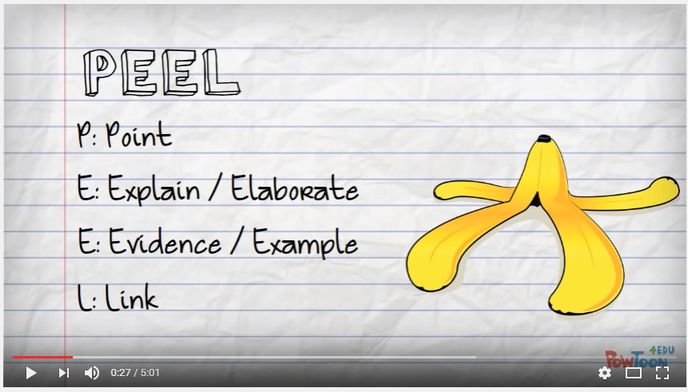 PEEL
P: Point
E: Explain / Elaborate
E: Evidence / Example
L: Link
4EDU
PowToon
0:27 / 5:01